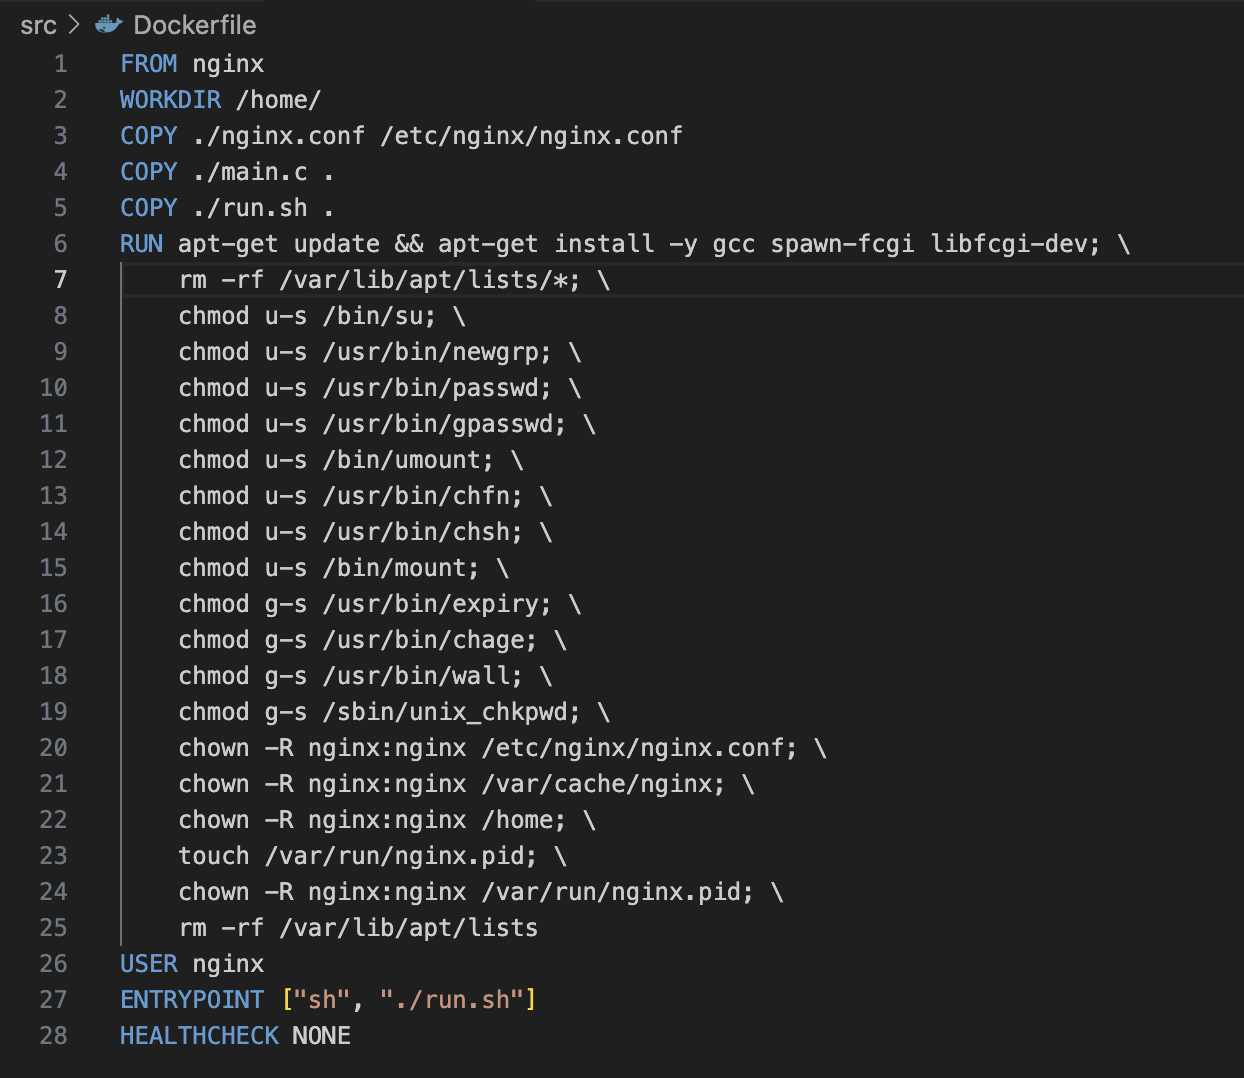 src > Dockerfile
1 FROM nginx
2 WORKDIR /home/
3 COPY ./nginx.conf /etc/nginx/nginx.conf
4 COPY ./main.c .
5 COPY ./run.sh .
6 RUN apt-get update && apt-get install -y gcc spawn-fcgi libfcgi-dev; \
7     rm -rf /var/lib/apt/lists/*; \
8     chmod u-s /bin/su; \
9     chmod u-s /usr/bin/newgrp; \
10     chmod u-s /usr/bin/passwd; \
11     chmod u-s /usr/bin/gpasswd; \
12     chmod u-s /bin/umount; \
13     chmod u-s /usr/bin/chfn; \
14     chmod u-s /usr/bin/chsh; \
15     chmod u-s /bin/mount; \
16     chmod g-s /usr/bin/expiry; \
17     chmod g-s /usr/bin/chage; \
18     chmod g-s /usr/bin/wall; \
19     chmod g-s /sbin/unix_chkpwd; \
20     chown -R nginx:nginx /etc/nginx/nginx.conf; \
21     chown -R nginx:nginx /var/cache/nginx; \
22     chown -R nginx:nginx /home; \
23     touch /var/run/nginx.pid; \
24     chown -R nginx:nginx /var/run/nginx.pid; \
25     rm -rf /var/lib/apt/lists
26 USER nginx
27 ENTRYPOINT ["sh", "./run.sh"]
28 HEALTHCHECK NONE